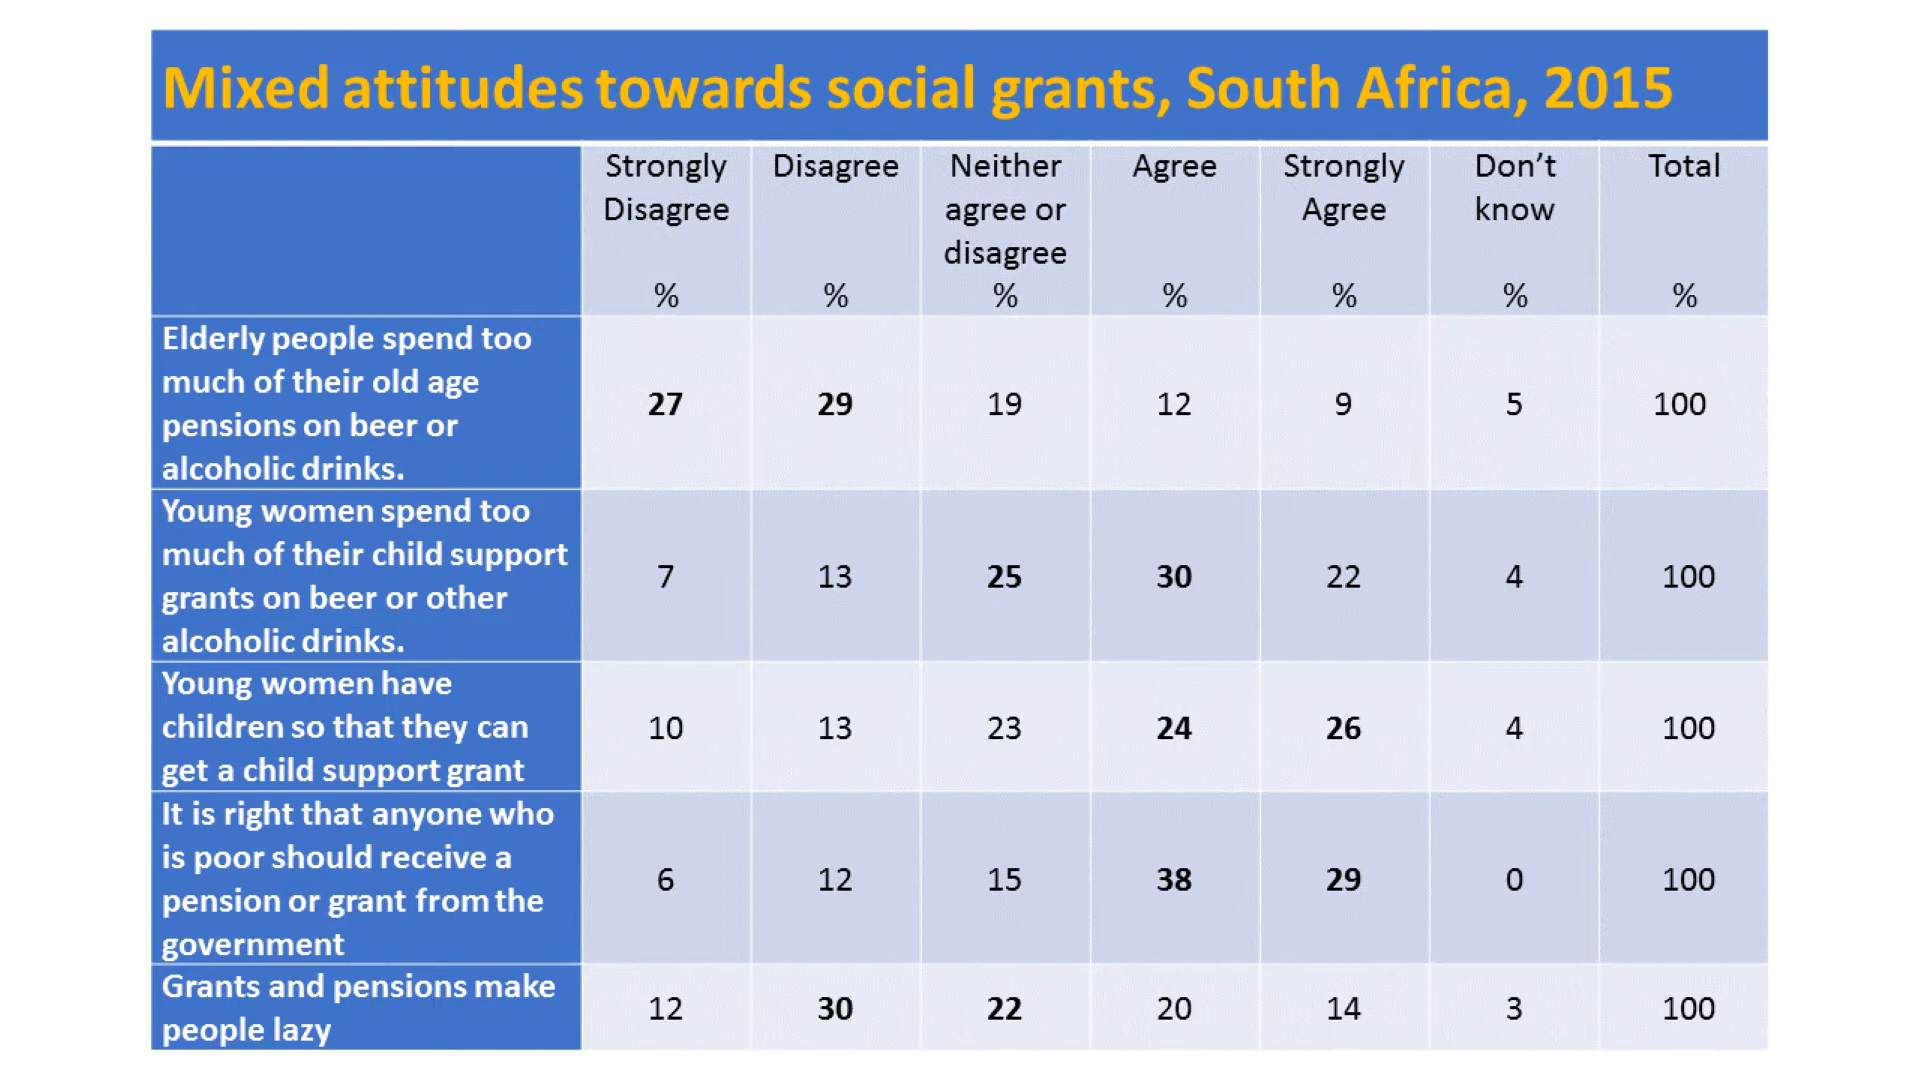 Mixed attitudes towards social grants, South Africa, 2015
Strongly Disagree % Disagree % Neither agree or disagree % Agree % Strongly Agree % Don't know % Total %
Elderly people spend too
much of their old age
pensions on beer or
alcoholic drinks.
27 29 19 12 9 5 100
Young women spend too
much of their child support
grants on beer or other
alcoholic drinks.
7 13 25 30 22 4 100
Young women have
children so that they can
get a child support grant
10 13 23 24 26 4 100
It is right that anyone who
is poor should receive a
pension or grant from the
government
6 12 15 38 29 0 100
Grants and pensions make
people lazy
12 30 22 20 14 3 100